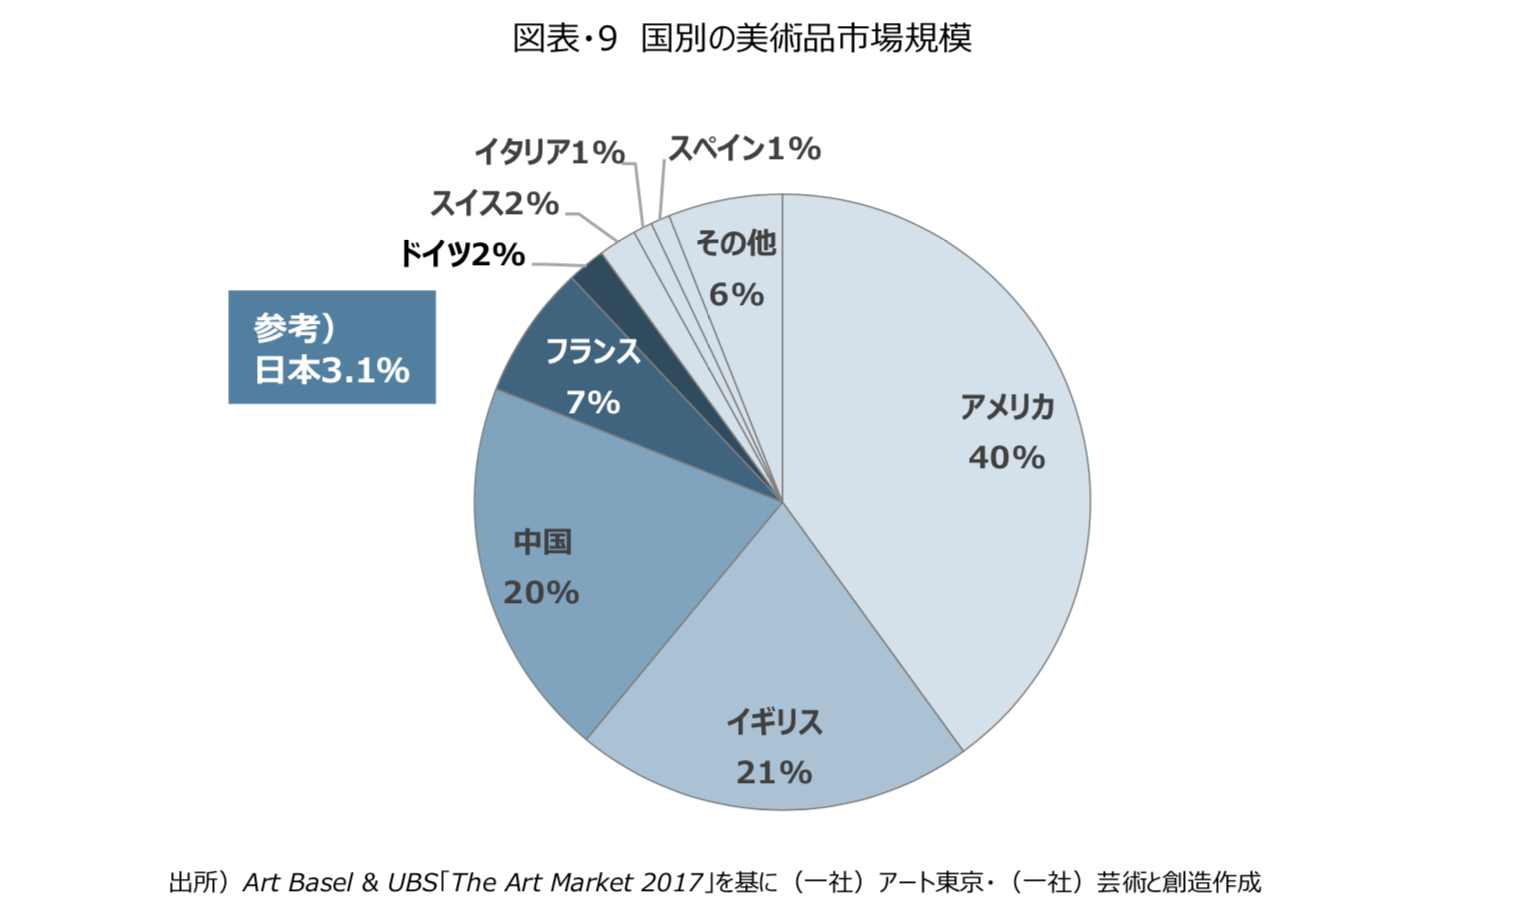 図表・9　国別の美術品市場規模
イタリア1%
スペイン1%
スイス2%
ドイツ2%
その他
6%
参考）
日本3.1%
フランス
7%
アメリカ
40%
中国
20%
イギリス
21%
出所）Art Basel & UBS「The Art Market 2017」を基に（一社）アート東京・（一社）芸術と創造作成